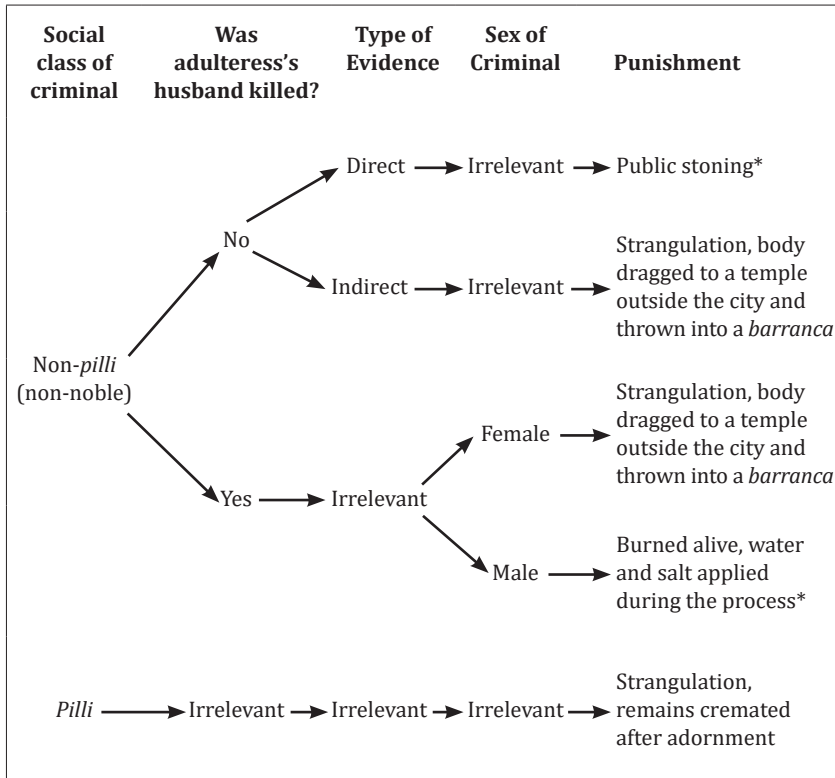 Social class of criminal
Was adulteress's husband killed?
Type of Evidence
Sex of Criminal
Punishment
Direct
Irrelevant
Public stoning*
No
Indirect
Irrelevant
Strangulation, body
dragged to a temple
outside the city and
thrown into a barranca
Non-pilli
(non-noble)
Female
Strangulation, body
dragged to a temple
outside the city and
thrown into a barranca
Yes
Irrelevant
Male
Burned alive, water
and salt applied
during the process*
Pilli
Irrelevant
Irrelevant
Irrelevant
Strangulation,
remains cremated
after adornment